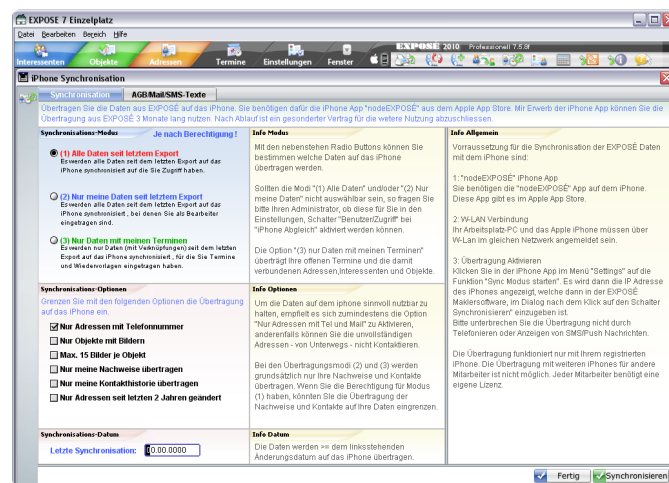 EXPOSE 7 Einzelplatz
Datei Bearbeiten Bereich Hilfe
EXPOSÉ 2010 Professionell 7.5.8f
Interessenten Objekte Adressen Termine Einstellungen Fenster
iPhone Synchronisation
Synchronisation AGB/Mail/SMS-Texte
Übertragen Sie die Daten aus EXPOSÉ auf das iPhone. Sie benötigen dafür die iPhone App "nodeEXPOSÉ" aus dem Apple App Store. Mir Erwerb der iPhone App können Sie die
Übertragung aus EXPOSÉ 3 Monate lang nutzen. Nach Ablauf ist ein gesonderter Vertrag für die weitere Nutzung
abzuschliessen.
Synchronisations-Modus Je nach Berechtigung !
(1) Alle Daten seit letztem Export
Es werden alle Daten seit dem letzten Export auf das
iPhone synchronisiert auf die Sie Zugriff haben.
(2) Nur meine Daten seit letztem Export
Es werden alle Daten seit dem letzten Export auf das
iPhone synchronisiert, bei denen Sie als Bearbeiter
eingetragen sind.
(3) Nur Daten mit meinen Terminen
Es werden nur Daten (mit Verknüpfungen) seit dem letzten
Export auf das iPhone synchronisiert, für die Sie Termine
und Wiedervorlagen eingetragen haben.
Info Modus
Mit den nebenstehenden Radio Buttons können Sie
bestimmen welche Daten auf das iPhone
übertragen werden.
Sollten die Modi "(1) Alle Daten" und/oder "(2) Nur
meine Daten" nicht auswählbar sein, so fragen Sie
bitte Ihren Administrator, ob diese für Sie in den
Einstellungen, Schalter "Benutzer/Zugriff" bei
"iPhone Abgleich" aktiviert werden können.
Die Option "(3) nur Daten mit meinen Terminen"
überträgt Ihre offenen Termine und die damit
verbundenen Adressen,Interessenten und Objekte.
Info Allgemein
Vorraussetzung für die Synchronisation der EXPOSÉ Daten
mit dem iPhone sind:
1:"nodeEXPOSÉ" iPhone App
Sie benötigen die "nodeEXPOSÉ" App auf dem iPhone.
Diese App gibt es im Apple App Store.
2: W-LAN Verbindung
Ihr Arbeitsplatz-PC und das Apple iPhone müssen über
W-Lan im gleichen Netzwerk angemeldet sein.
3: Übertragung Aktivieren
Klicken Sie in der iPhone App im Menü "Settings" auf die
Funktion "Sync Modus starten". Es wird dann die IP Adresse
des iPhones angezeigt, welche dann in der EXPOSÉ
Maklersoftware, im Dialog nach dem Klick auf den Schalter
Synchronisieren" einzugeben ist.
Bitte unterbrechen Sie die Übertragung nicht durch
Telefonieren oder Anzeigen von SMS/Push Nachrichten.
Die Übertragung funktioniert nur mit Ihrem registrierten
iPhone. Die Übertragung mit weiteren iPhones für andere
Mitarbeiter ist nicht möglich. Jeder Mitarbeiter benötigt eine
eigene Lizenz.
Synchronisations-Optionen
Grenzen Sie mit den folgenden Optionen die Übertragung
auf das iPhone ein.
Nur Adressen mit Telefonnummer
Nur Objekte mit Bildern
Max. 15 Bilder je Objekt
Nur meine Nachweise übertragen
Nur meine Kontakthistorie übertragen
Nur Adressen seit letzten 2 Jahren geändert
Info Optionen
Um die Daten auf dem iphone sinnvoll nutzbar zu
halten, empfielt es sich zumindestens die Option
"Nur Adressen mit Tel und Mail" zu Aktivieren,
anderenfalls können Sie die unvollständigen
Adressen - von Unterwegs - nicht Kontaktieren.
Bei den Übertragungsmodi (2) und (3) werden
grundsätzlich nur Ihre Nachweise und Kontakte
übertragen. Wenn Sie die Berechtigung für Modus
(1) haben, könnten Sie die Übertragung der
Nachweise und Kontakte auf Ihre Daten eingrenzen.
Synchronisations-Datum
Letzte Synchronisation: 00.00.0000
Info Datum
Die Daten werden >= dem linksstehenden
Änderungsdatum auf das iPhone übertragen.
Fertig Synchronisieren